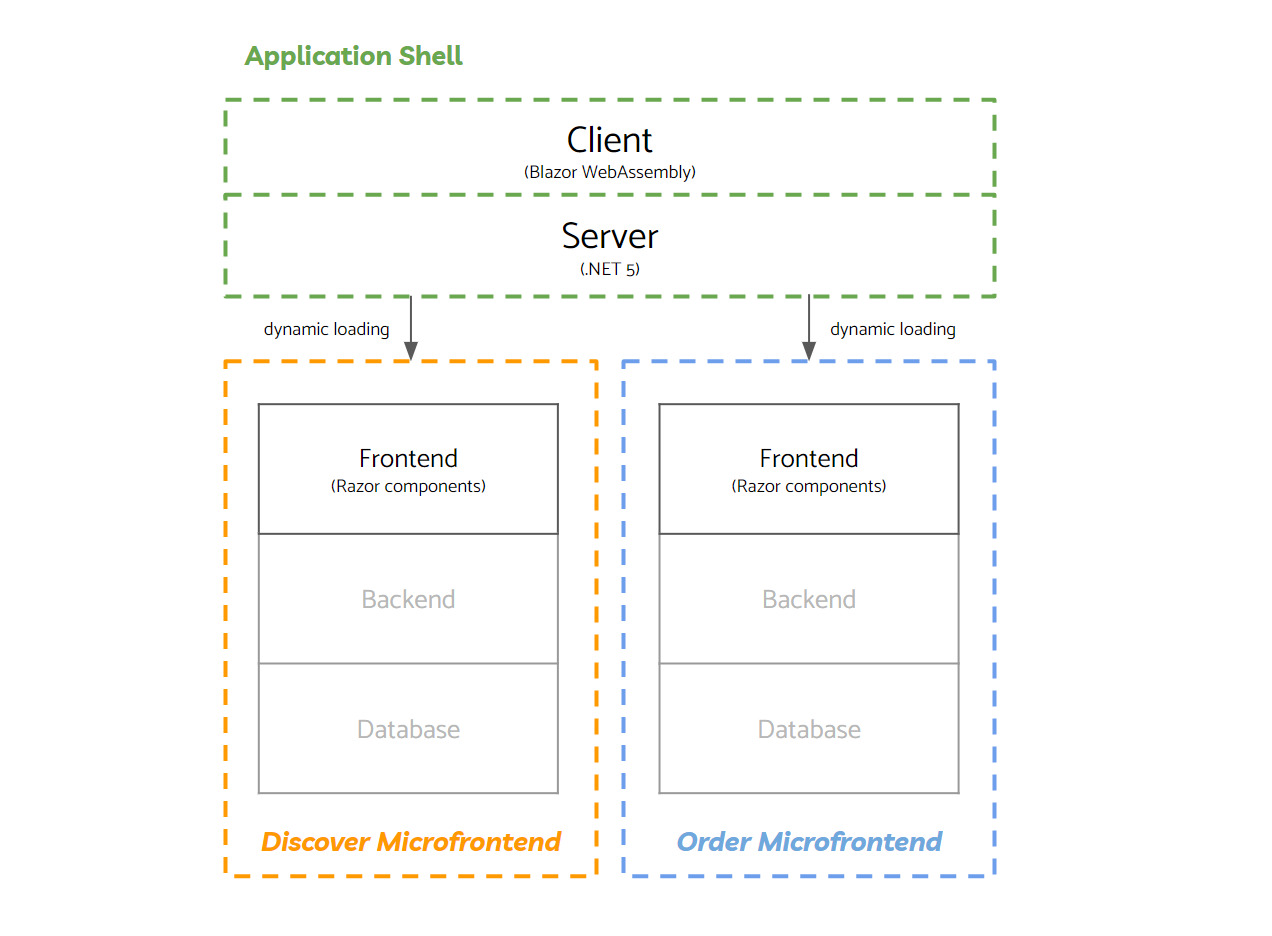 Application Shell
Client
(Blazor WebAssembly)
Server
(.NET 5)
dynamic loading
dynamic loading
Frontend
(Razor components)
Backend
Database
Discover Microfrontend
Frontend
(Razor components)
Backend
Database
Order Microfrontend